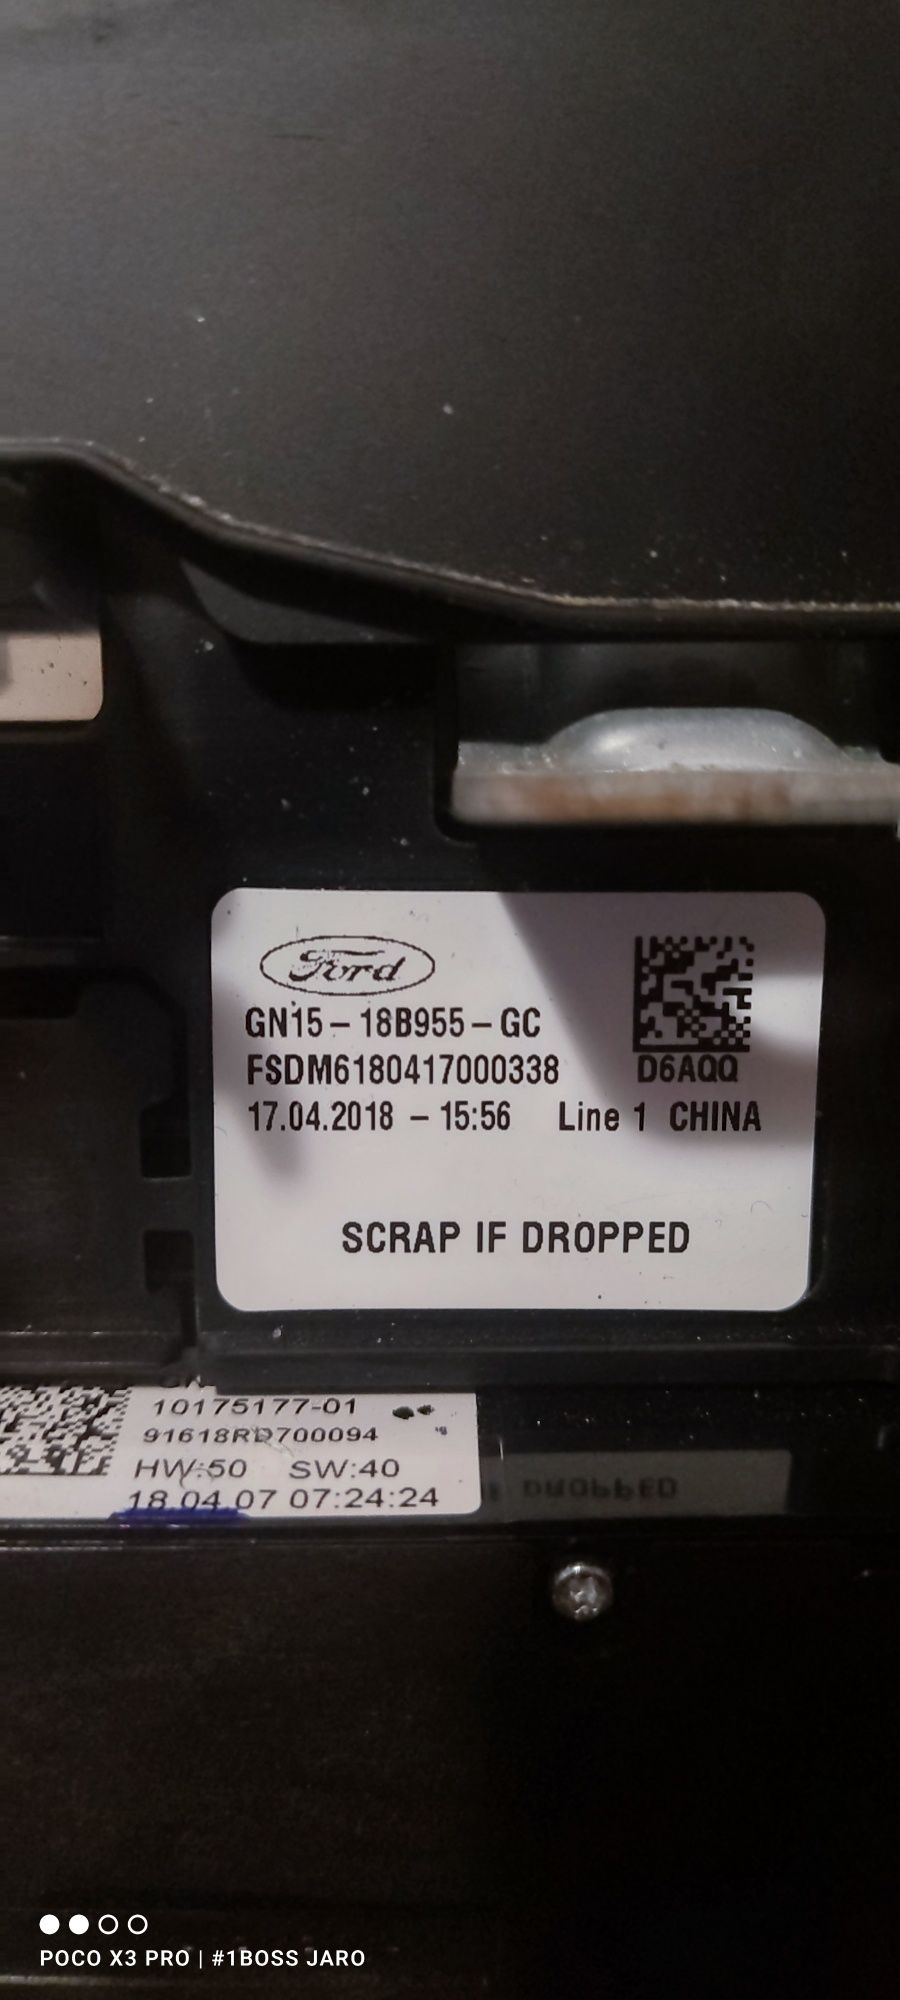 Ford
GN15 - 18B955 - GC
FSDM6180417000338
D6AQQ
17.04.2018 - 15:56 Line 1 CHINA
SCRAP IF DROPPED
10175177-01
91618RD700094
HW:50 SW:40
18.04.07 07:24:24
DROPPED
POCO X3 PRO | #1BOSS JARO